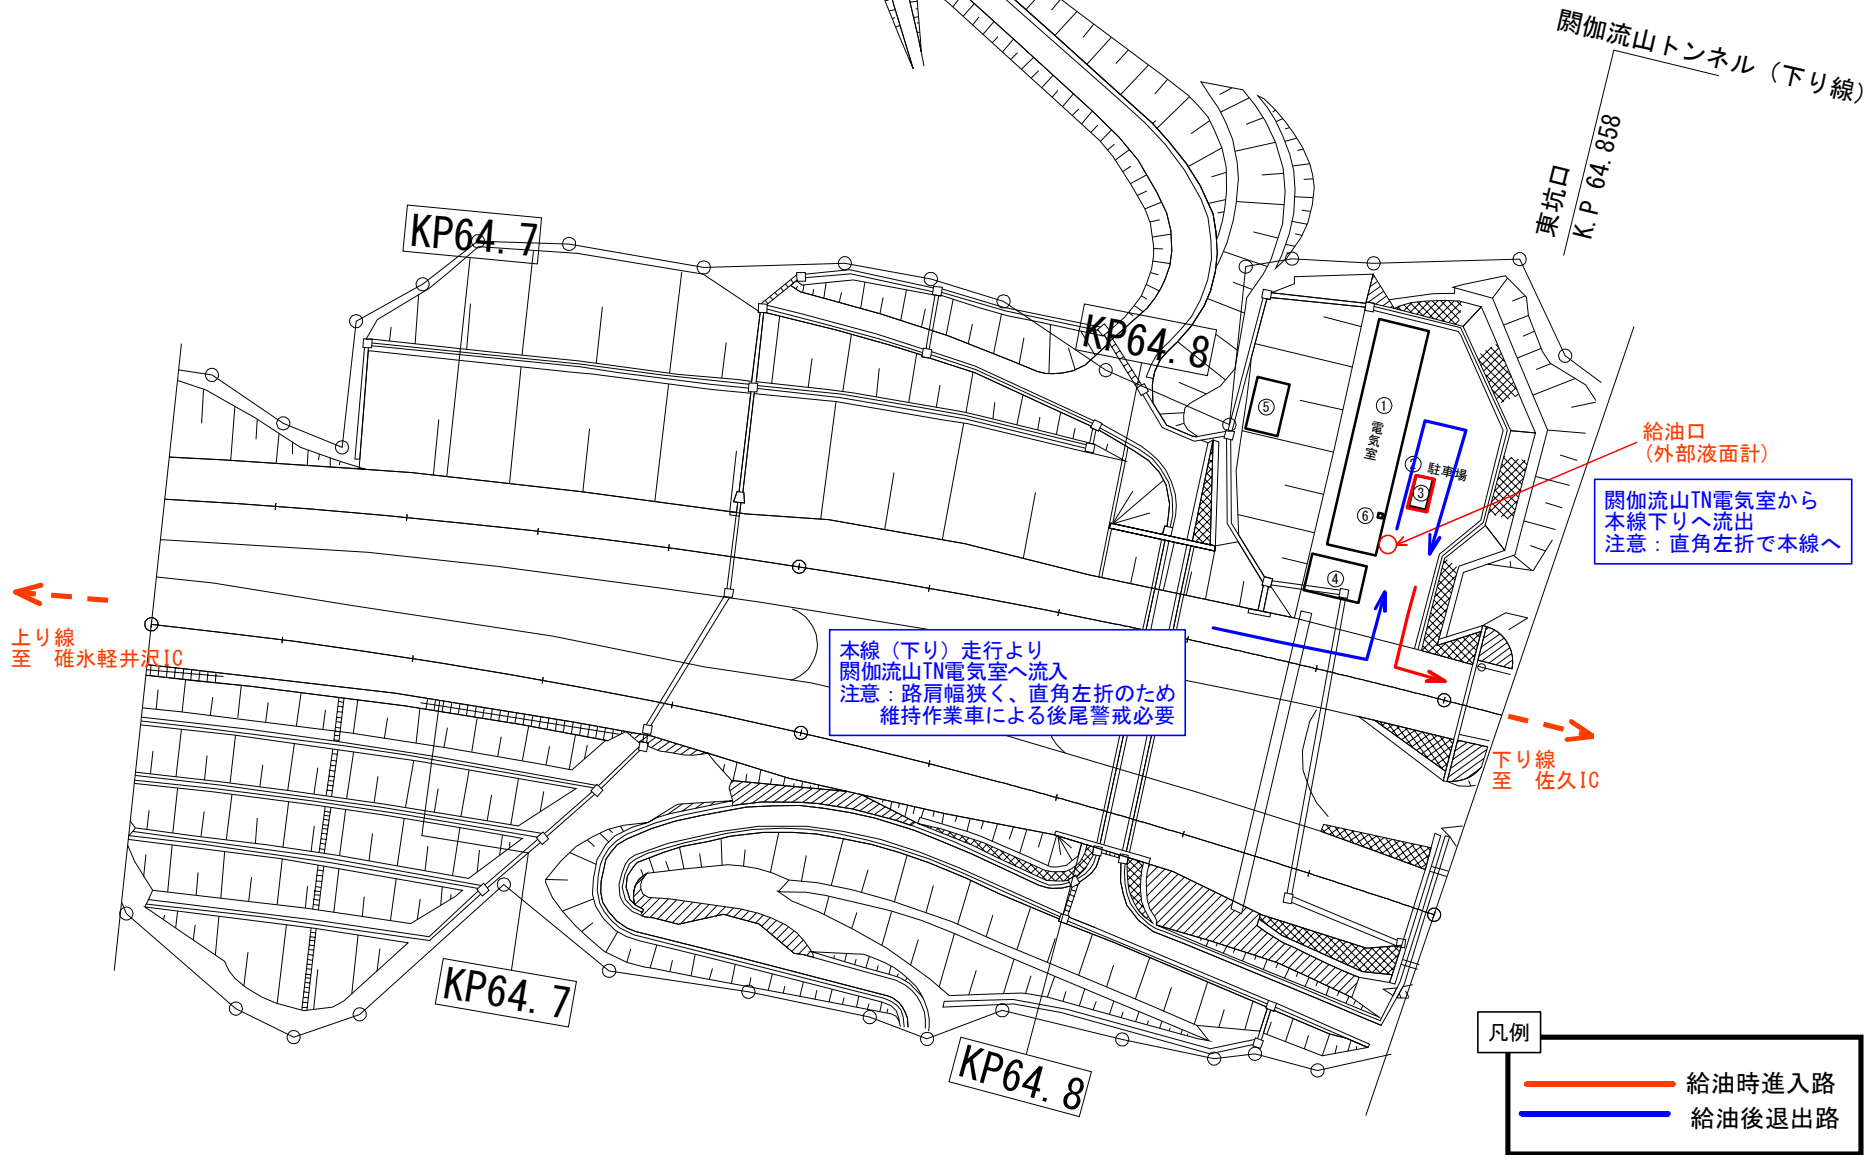 閼伽流山トンネル（下り線）
東坑口
K.P 64.858
KP64.7
KP64.8
⑤
①
電気室
② 駐車場
③
⑥
④
給油口
(外部液面計)
閼伽流山TN電気室から
本線下りへ流出
注意：直角左折で本線へ
上り線
至 碓氷軽井沢IC
本線（下り）走行より
閼伽流山TN電気室へ流入
注意：路肩幅狭く、直角左折のため
維持作業車による後尾警戒必要
下り線
至 佐久IC
KP64.7
KP64.8
凡例
給油時進入路
給油後退出路